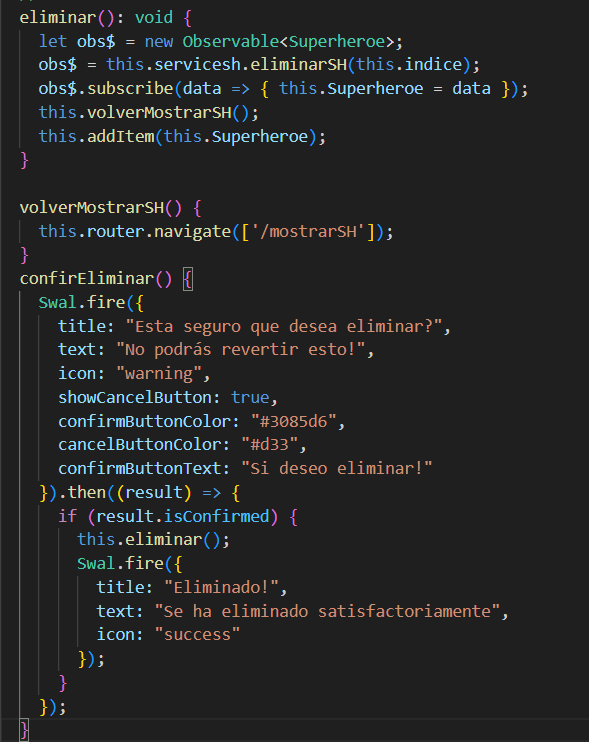 eliminar(): void {
let obs$ = new Observable<Superheroe>;
obs$ = this.servicesh.eliminarSH(this.indice);
obs$.subscribe(data => { this.Superheroe = data });
this.volverMostrarSH();
this.addItem(this.Superheroe);
}
volverMostrarSH() {
this.router.navigate(['/mostrarSH']);
}
confirEliminar() {
Swal.fire({
title: "Esta seguro que desea eliminar?",
text: "No podrás revertir esto!",
icon: "warning",
showCancelButton: true,
confirmButtonColor: "#3085d6",
cancelButtonColor: "#d33",
confirmButtonText: "Si deseo eliminar!"
}).then((result) => {
if (result.isConfirmed) {
this.eliminar();
Swal.fire({
title: "Eliminado!",
text: "Se ha eliminado satisfactoriamente",
icon: "success"
});
}
});
}